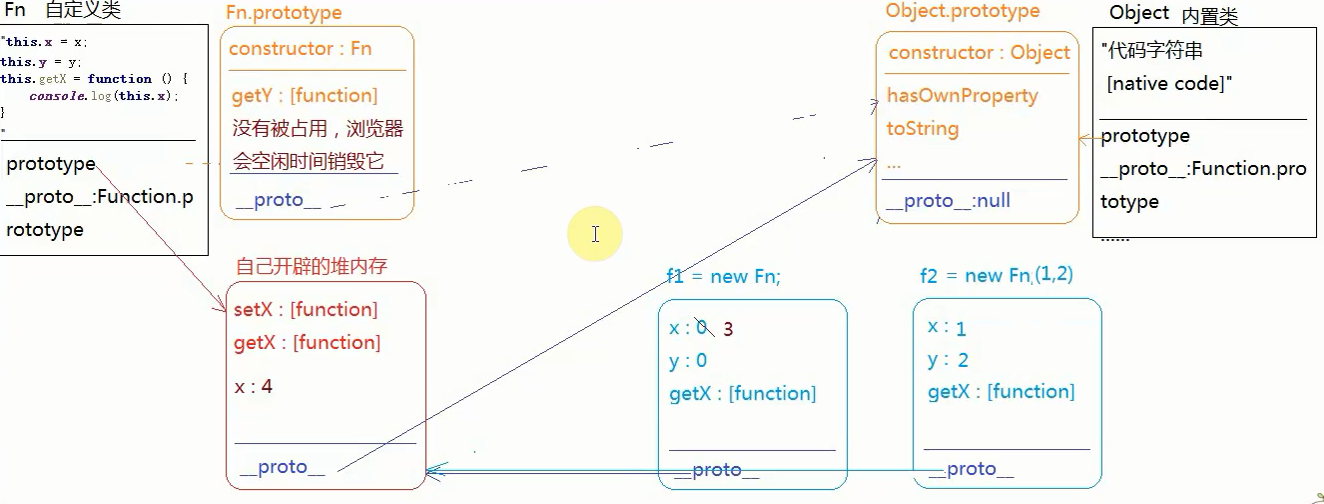 Fn 自定义类
"this.x = x;
this.y = y;
this.getX = function () {
console.log(this.x);
}
"
prototype
__proto__:Function.p
rototype
Fn.prototype
constructor : Fn
getY : [function]
没有被占用，浏览器
会空闲时间销毁它
__proto__
Object.prototype
constructor : Object
hasOwnProperty
toString
...
__proto__:null
Object 内置类
"代码字符串
[native code]"
prototype
__proto__:Function.pro
totype
......
自己开辟的堆内存
setX : [function]
getX : [function]
x : 4
__proto__
f1 = new Fn;
x : 0 3
y : 0
getX : [function]
__proto__
f2 = new Fn,(1,2)
x : 1
y : 2
getX : [function]
__proto__